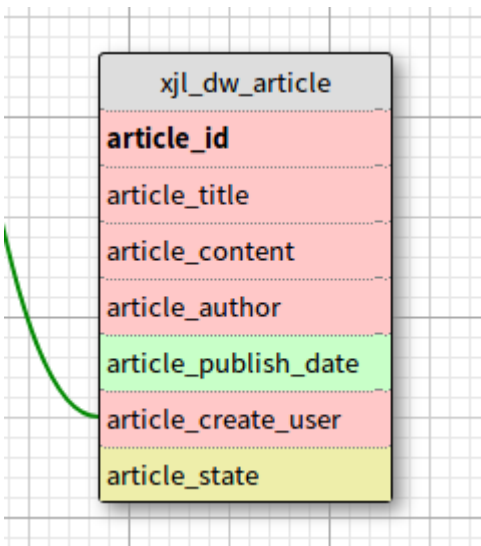 xjl_dw_article
article_id
article_title
article_content
article_author
article_publish_date
article_create_user
article_state